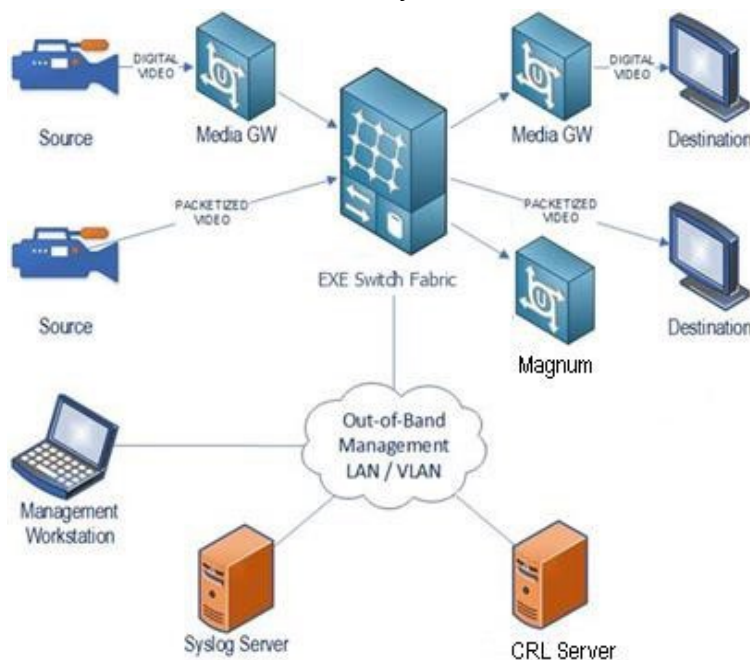 DIGITAL
VIDEO
DIGITAL
VIDEO
Source
Media GW
Media GW
Destination
PACKETIZED
VIDEO
PACKETIZED
VIDEO
EXE Switch Fabric
Source
Destination
Magnum
Out-of-Band
Management
LAN / VLAN
Management
Workstation
Syslog Server
CRL Server